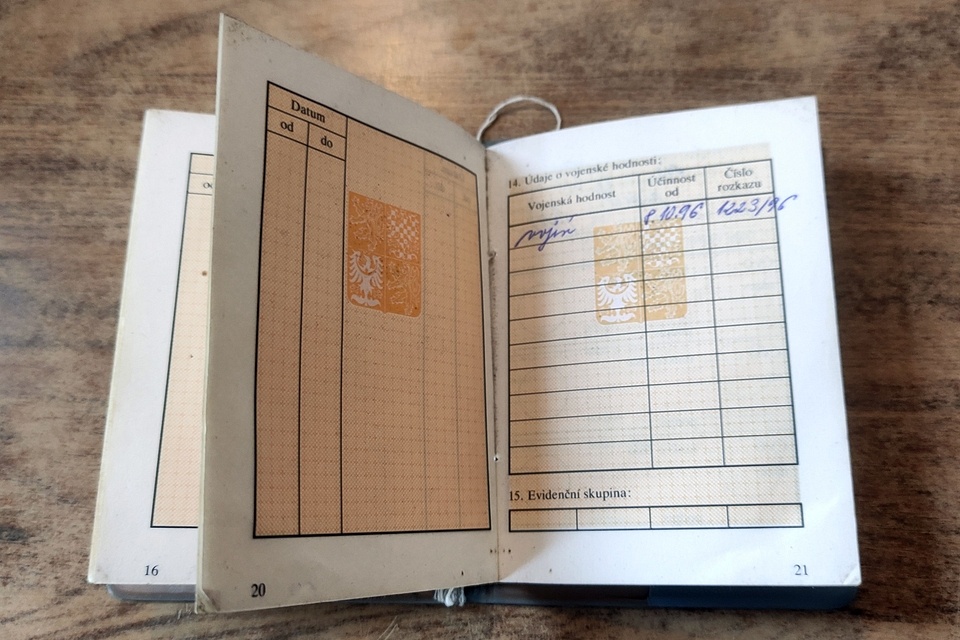 od
16
Datum
od do
20
14. Údaje o vojenské hodnosti:
Vojenská hodnost Účinnost od Číslo rozkazu
vojín 8.10.96 1223/96
15. Evidenční skupina:
21